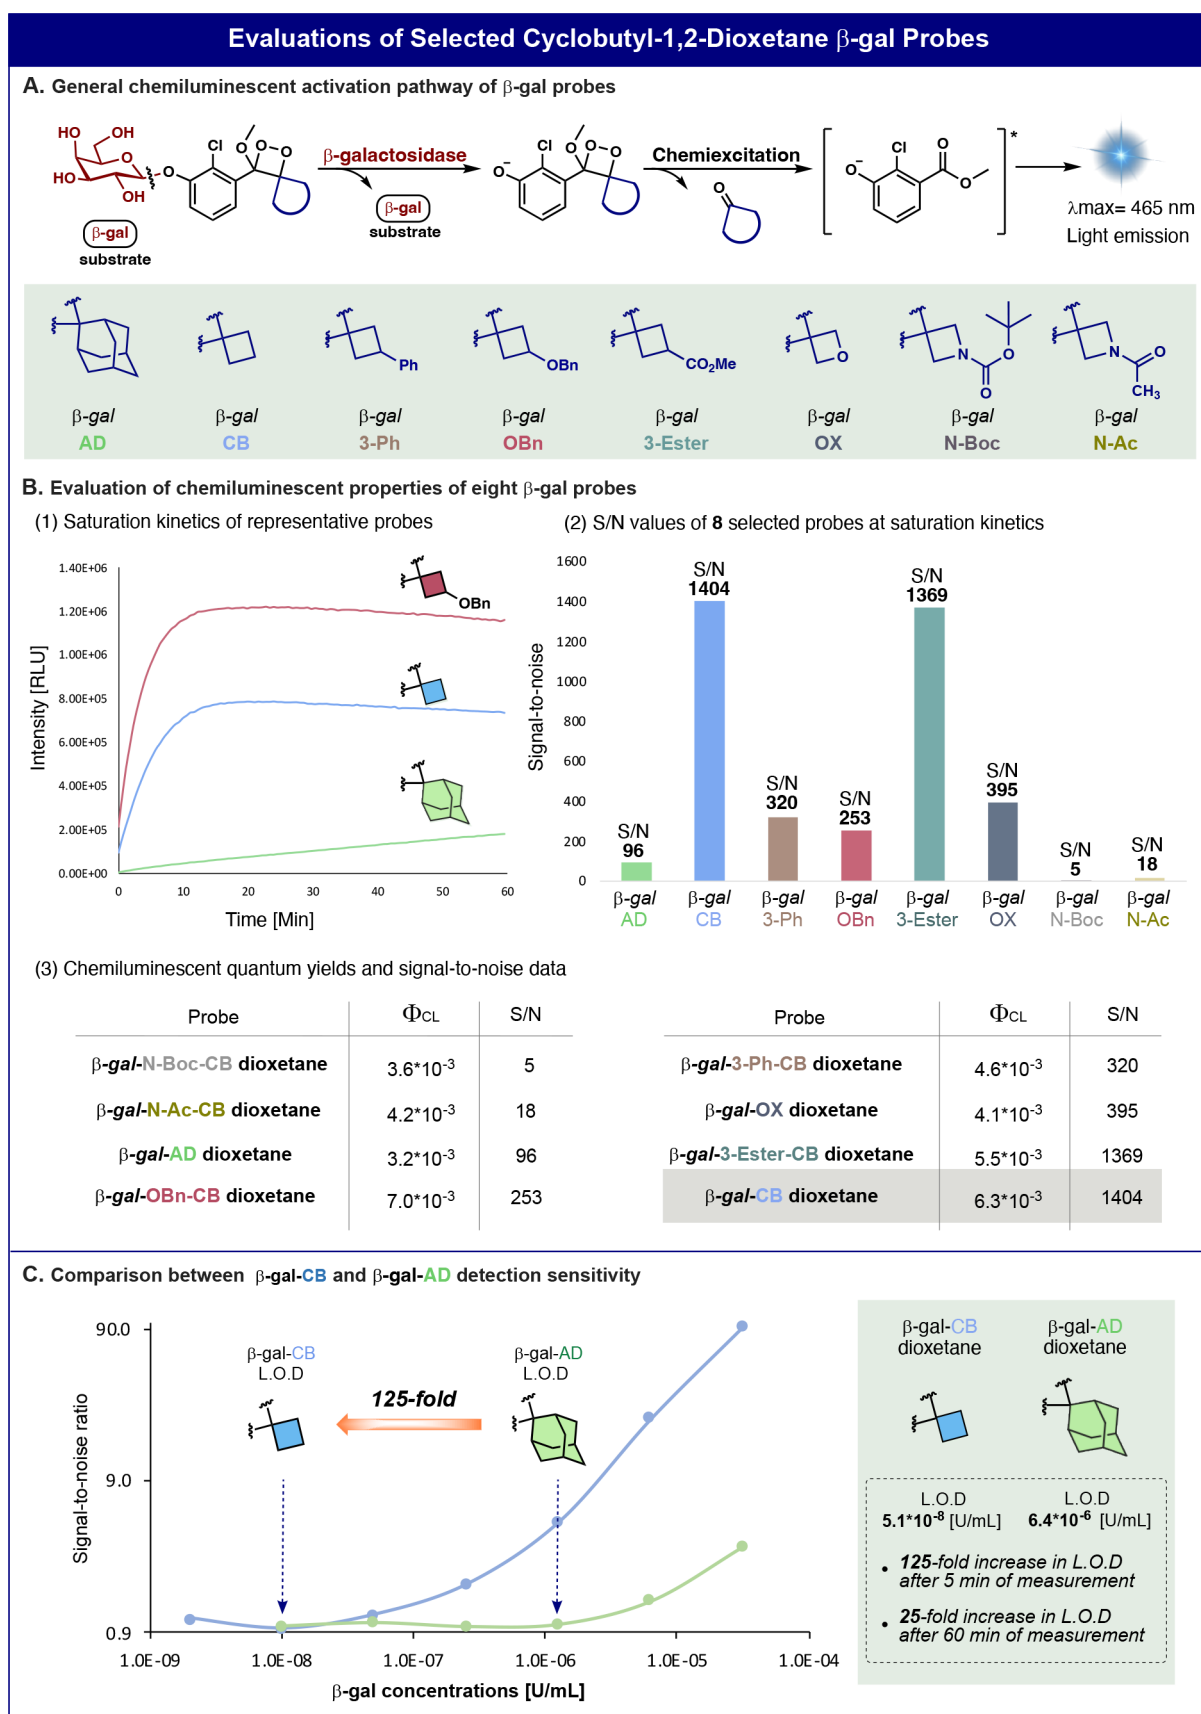 Evaluations of Selected Cyclobutyl-1,2-Dioxetane β-gal Probes
A. General chemiluminescent activation pathway of β-gal probes
HO
OH
O
HO
OH
O
Cl
O
O
O
β-gal
substrate
β-galactosidase
β-gal
substrate
O
−
Cl
O
O
O
Chemiexcitation
O
O
−
Cl
O
O
*
λmax= 465 nm
Light emission
Ph
OBn
CO2Me
O
N
O
O
N
O
CH3
β-gal β-gal β-gal β-gal β-gal β-gal β-gal β-gal
AD CB 3-Ph OBn 3-Ester OX N-Boc N-Ac
B. Evaluation of chemiluminescent properties of eight β-gal probes
(1) Saturation kinetics of representative probes
Intensity [RLU]
1.40E+06
1.20E+06
1.00E+06
8.00E+05
6.00E+05
4.00E+05
2.00E+05
0.00E+00
OBn
0 10 20 30 40 50 60
Time [Min]
(2) S/N values of 8 selected probes at saturation kinetics
Signal-to-noise
1600
1400
1200
1000
800
600
400
200
0
S/N
96
S/N
1404
S/N
320
S/N
253
S/N
1369
S/N
395
S/N
5
S/N
18
β-gal β-gal β-gal β-gal β-gal β-gal β-gal β-gal
AD CB 3-Ph OBn 3-Ester OX N-Boc N-Ac
(3) Chemiluminescent quantum yields and signal-to-noise data
Probe ΦCL S/N
β-gal-N-Boc-CB dioxetane 3.6*10-3 5
β-gal-N-Ac-CB dioxetane 4.2*10-3 18
β-gal-AD dioxetane 3.2*10-3 96
β-gal-OBn-CB dioxetane 7.0*10-3 253
Probe ΦCL S/N
β-gal-3-Ph-CB dioxetane 4.6*10-3 320
β-gal-OX dioxetane 4.1*10-3 395
β-gal-3-Ester-CB dioxetane 5.5*10-3 1369
β-gal-CB dioxetane 6.3*10-3 1404
C. Comparison between β-gal-CB and β-gal-AD detection sensitivity
Signal-to-noise ratio
90.0
9.0
0.9
β-gal-CB
L.O.D
125-fold
β-gal-AD
L.O.D
1.0E-09 1.0E-08 1.0E-07 1.0E-06 1.0E-05 1.0E-04
β-gal concentrations [U/mL]
β-gal-CB
dioxetane
β-gal-AD
dioxetane
L.O.D
5.1*10-8 [U/mL]
L.O.D
6.4*10-6 [U/mL]
• 125-fold increase in L.O.D
after 5 min of measurement
• 25-fold increase in L.O.D
after 60 min of measurement